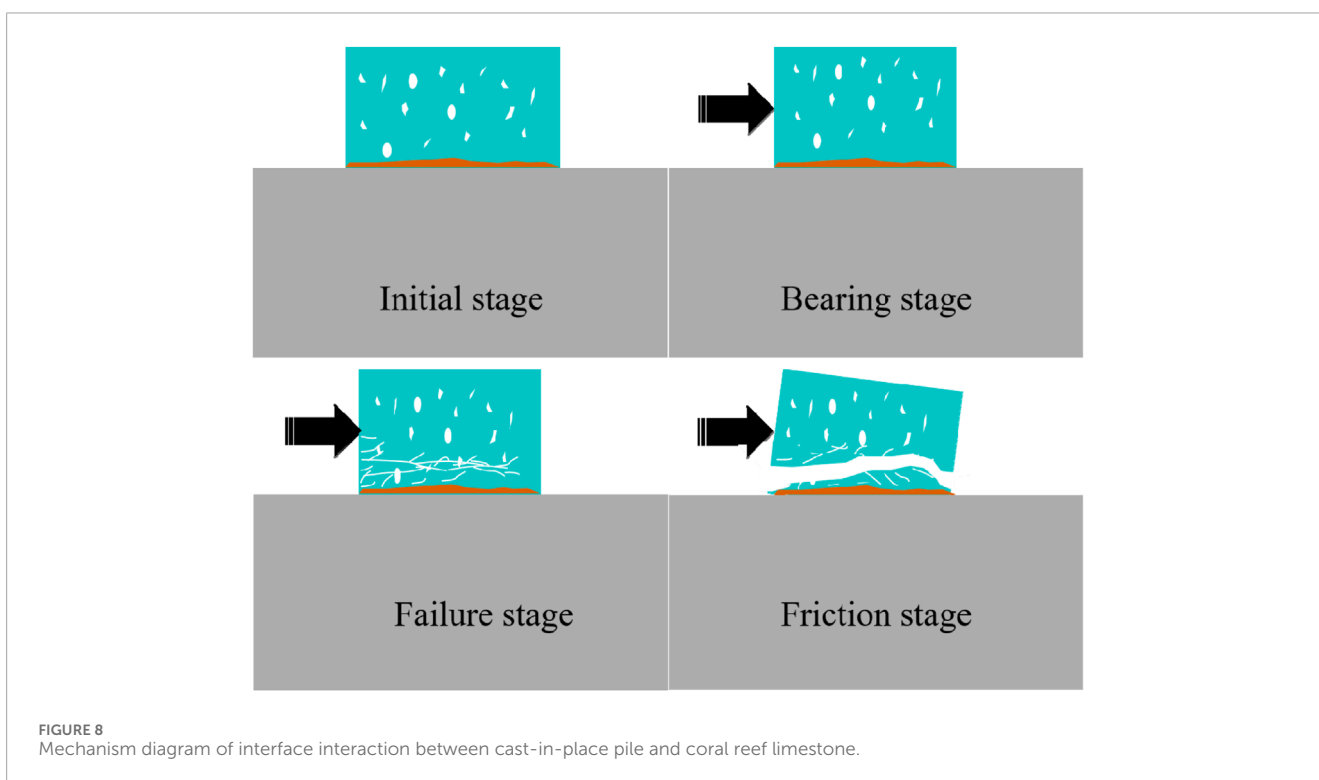 Initial stage
Bearing stage
Failure stage
Friction stage
FIGURE 8
Mechanism diagram of interface interaction between cast-in-place pile and coral reef limestone.